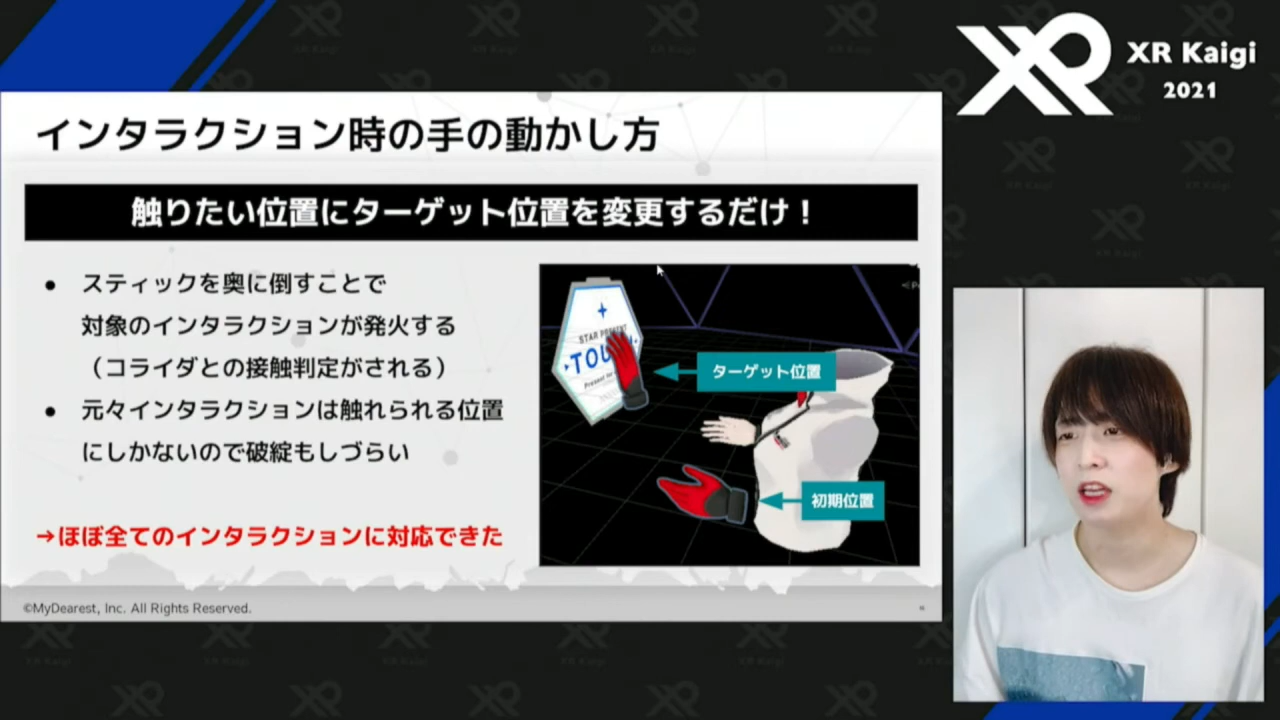 XR Kaigi
2021
インタラクション時の手の動かし方
触りたい位置にターゲット位置を変更するだけ！
• スティックを奥に倒すことで
対象のインタラクションが発火する
（コライダとの接触判定がされる）
• 元々インタラクションは触れられる位置
にしかないので破綻もしづらい
→ほぼ全てのインタラクションに対応できた
STAR PRESENT
TOU
Present for
ターゲット位置
初期位置
©MyDearest, Inc. All Rights Reserved.